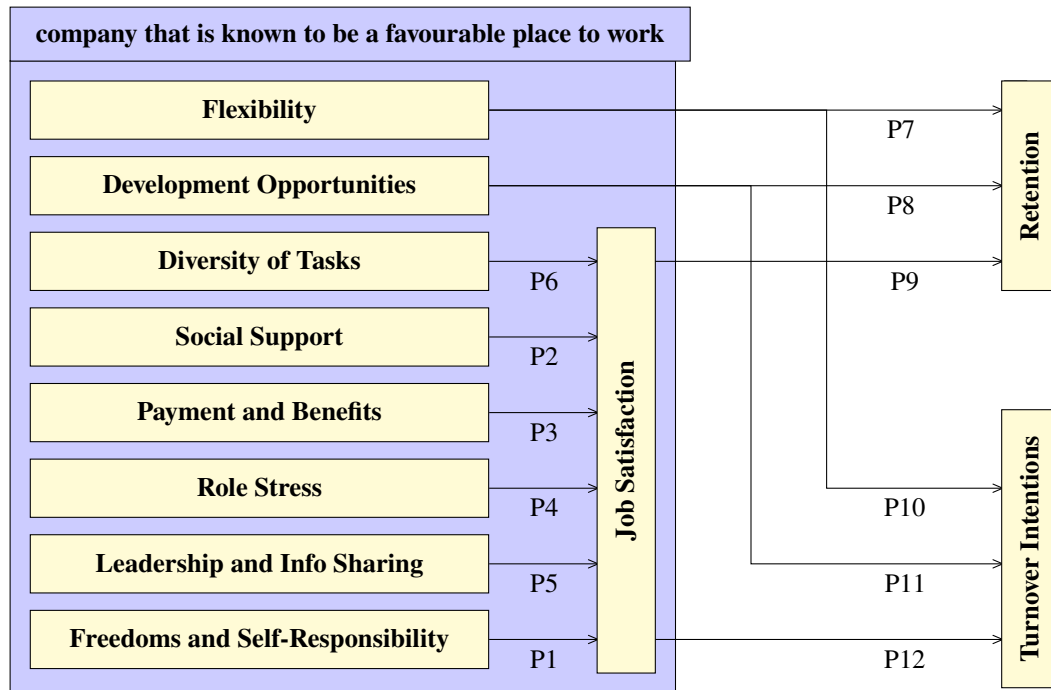 company that is known to be a favourable place to work
Flexibility
P7
Development Opportunities
P8
Retention
Diversity of Tasks
P6
P9
Social Support
P2
Payment and Benefits
P3
Job Satisfaction
Role Stress
P4
P10
Leadership and Info Sharing
P5
P11
Turnover Intentions
Freedoms and Self-Responsibility
P1
P12